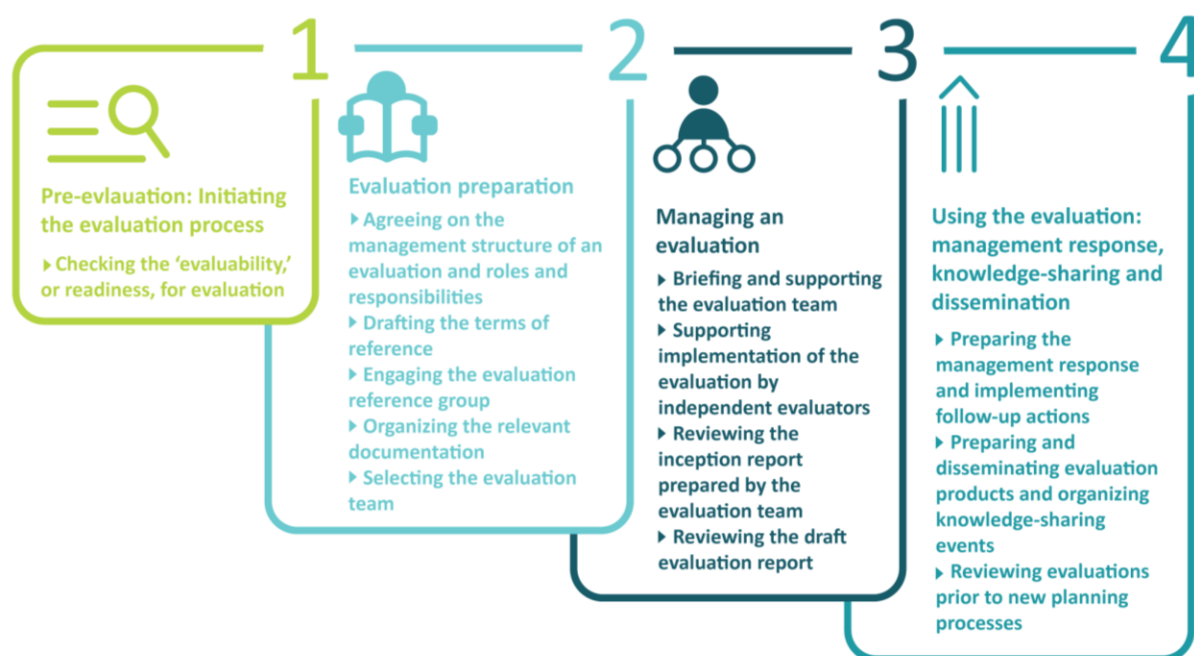 1
Pre-evlauation: Initiating
the evaluation process
▸ Checking the ‘evaluability,’
or readiness, for evaluation
2
Evaluation preparation
▸ Agreeing on the
management structure of an
evaluation and roles and
responsibilities
▸ Drafting the terms of
reference
▸ Engaging the evaluation
reference group
▸ Organizing the relevant
documentation
▸ Selecting the evaluation
team
3
Managing an
evaluation
▸ Briefing and supporting
the evaluation team
▸ Supporting
implementation of the
evaluation by
independent evaluators
▸ Reviewing the
inception report
prepared by the
evaluation team
▸ Reviewing the draft
evaluation report
4
Using the evaluation:
management response,
knowledge-sharing and
dissemination
▸ Preparing the
management response
and implementing
follow-up actions
▸ Preparing and
disseminating evaluation
products and organizing
knowledge-sharing
events
▸ Reviewing evaluations
prior to new planning
processes